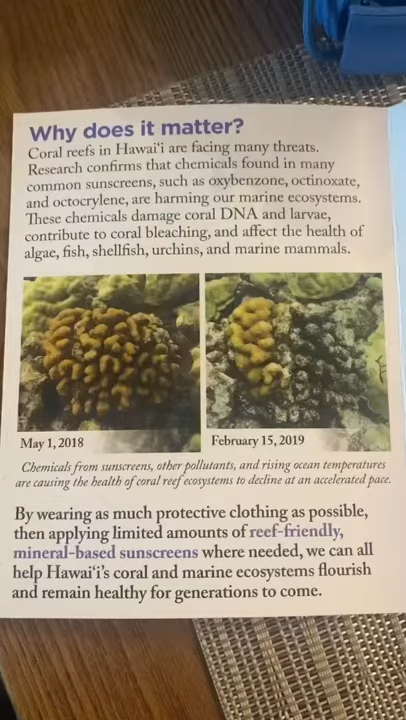 Why does it matter?
Coral reefs in Hawai‘i are facing many threats.
Research confirms that chemicals found in many
common sunscreens, such as oxybenzone, octinoxate,
and octocrylene, are harming our marine ecosystems.
These chemicals damage coral DNA and larvae,
contribute to coral bleaching, and affect the health of
algae, fish, shellfish, urchins, and marine mammals.
May 1, 2018
February 15, 2019
Chemicals from sunscreens, other pollutants, and rising ocean temperatures
are causing the health of coral reef ecosystems to decline at an accelerated pace.
By wearing as much protective clothing as possible,
then applying limited amounts of reef-friendly,
mineral-based sunscreens where needed, we can all
help Hawai‘i’s coral and marine ecosystems flourish
and remain healthy for generations to come.